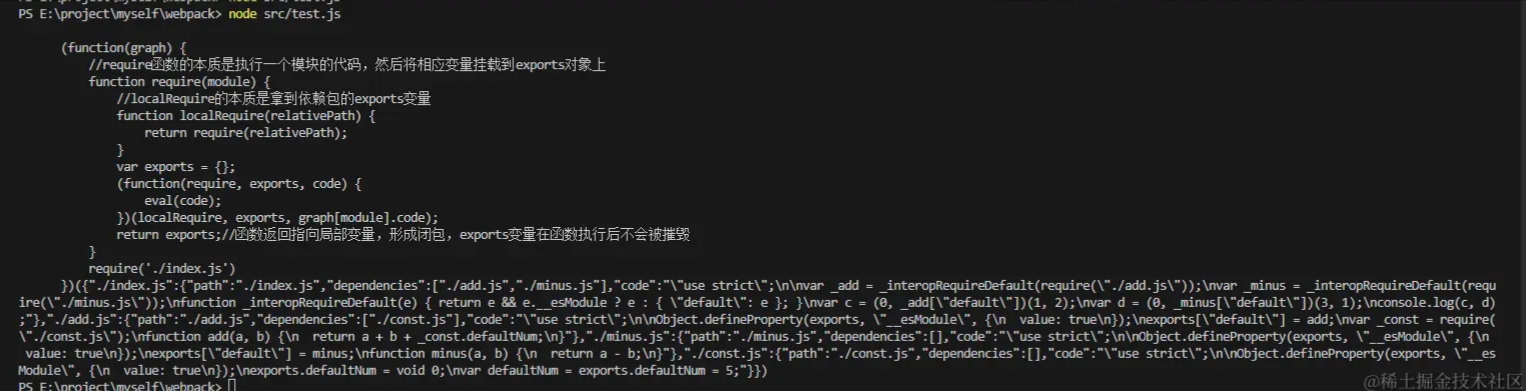 PS E:\project\myself\webpack> node src/test.js
(function(graph) {
//require函数的本质是执行一个模块的代码，然后将相应变量挂载到exports对象上
function require(module) {
//localRequire的本质是拿到依赖包的exports变量
function localRequire(relativePath) {
return require(relativePath);
}
var exports = {};
(function(require, exports, code) {
eval(code);
})(localRequire, exports, graph[module].code);
return exports;//函数返回指向局部变量，形成闭包，exports变量在函数执行后不会被摧毁
}
require('./index.js')
})({"./index.js":{"path":"./index.js","dependencies":["./add.js","./minus.js"],"code":"\"use strict\";\n\nvar _add = _interopRequireDefault(require(\"./add.js\"));\nvar _minus = _interopRequireDefault(requ
ire(\"./minus.js\"));\nfunction _interopRequireDefault(e) { return e && e.__esModule ? e : { \"default\": e }; }\nvar c = (0, _add[\"default\"])(1, 2);\nvar d = (0, _minus[\"default\"])(3, 1);\nconsole.log(c, d)
;"},"./add.js":{"path":"./add.js","dependencies":["./const.js"],"code":"\"use strict\";\n\nObject.defineProperty(exports, \"__esModule\", {\n  value: true\n});\nexports[\"default\"] = add;\nvar _const = require(
\"./const.js\");\nfunction add(a, b) {\n  return a + b + _const.defaultNum;\n}"},"./minus.js":{"path":"./minus.js","dependencies":[],"code":"\"use strict\";\n\nObject.defineProperty(exports, \"__esModule\", {\n
value: true\n});\nexports[\"default\"] = minus;\nfunction minus(a, b) {\n  return a - b;\n}"},"./const.js":{"path":"./const.js","dependencies":[],"code":"\"use strict\";\n\nObject.defineProperty(exports, \"__es
Module\", {\n  value: true\n});\nexports.defaultNum = void 0;\nvar defaultNum = exports.defaultNum = 5;"}})
PS E:\project\myself\webpack>
@稀土掘金技术社区